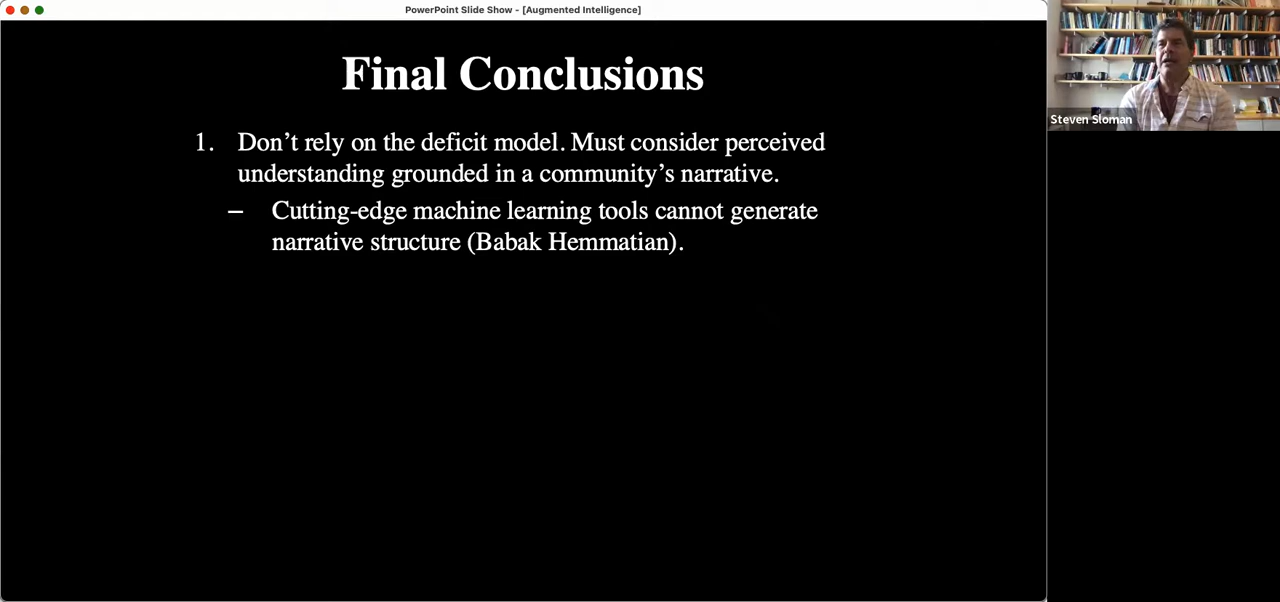 PowerPoint Slide Show - [Augmented Intelligence]
Final Conclusions
1. Don’t rely on the deficit model. Must consider perceived
understanding grounded in a community’s narrative.
– Cutting-edge machine learning tools cannot generate
narrative structure (Babak Hemmatian).
Steven Sloman